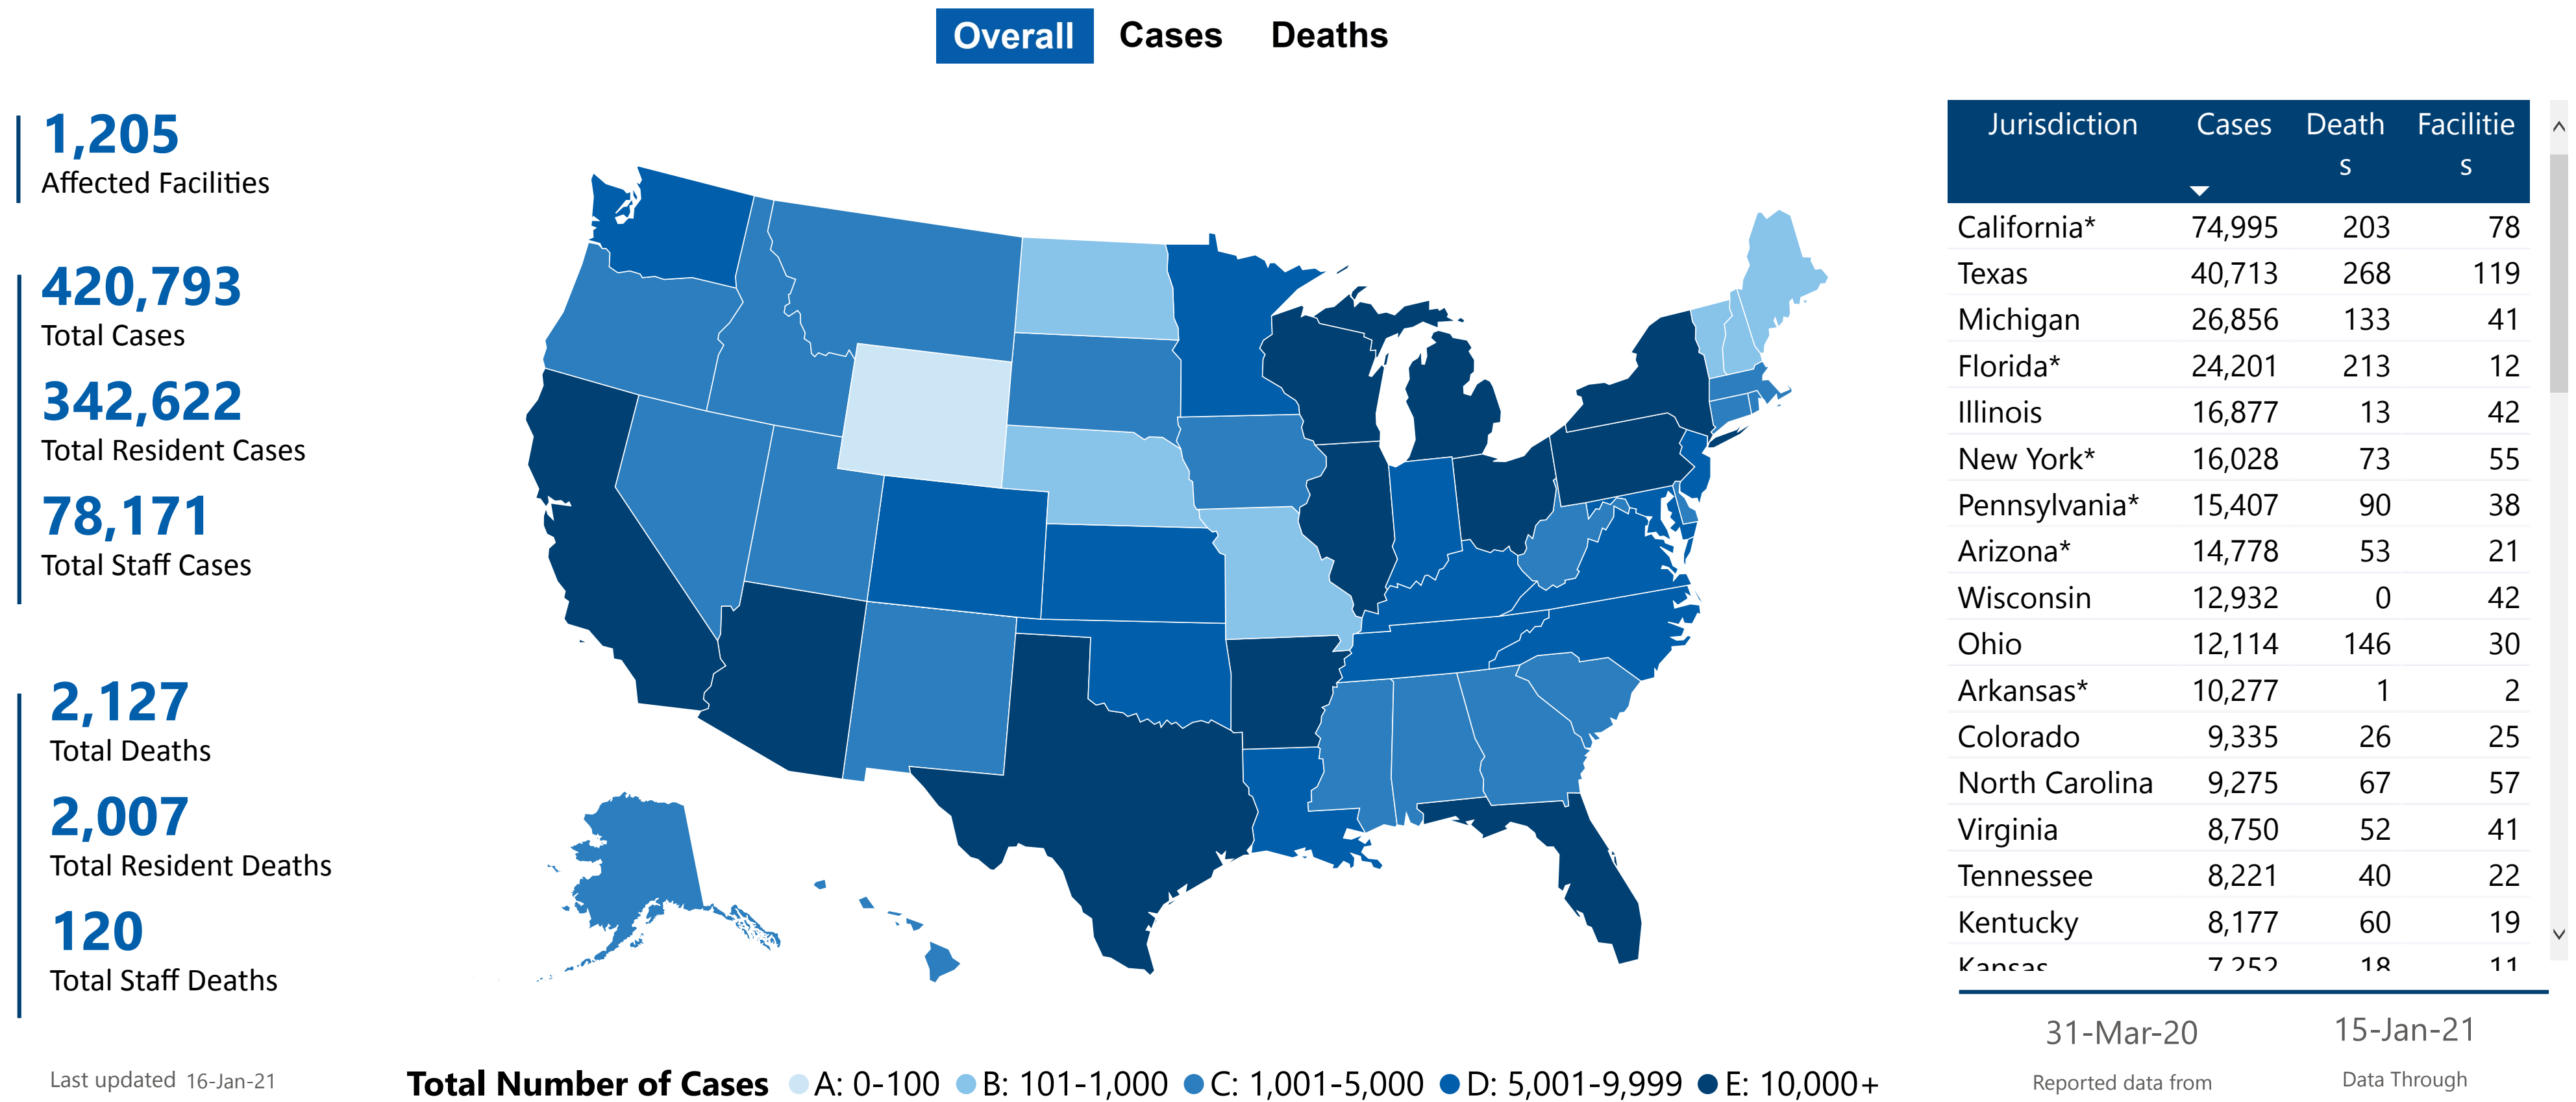 Overall Cases Deaths
1,205
Affected Facilities
420,793
Total Cases
342,622
Total Resident Cases
78,171
Total Staff Cases
2,127
Total Deaths
2,007
Total Resident Deaths
120
Total Staff Deaths
Last updated 16-Jan-21
Total Number of Cases A: 0-100 B: 101-1,000 C: 1,001-5,000 D: 5,001-9,999 E: 10,000+
Jurisdiction Cases Death Facilitie
s s
California* 74,995 203 78
Texas 40,713 268 119
Michigan 26,856 133 41
Florida* 24,201 213 12
Illinois 16,877 13 42
New York* 16,028 73 55
Pennsylvania* 15,407 90 38
Arizona* 14,778 53 21
Wisconsin 12,932 0 42
Ohio 12,114 146 30
Arkansas* 10,277 1 2
Colorado 9,335 26 25
North Carolina 9,275 67 57
Virginia 8,750 52 41
Tennessee 8,221 40 22
Kentucky 8,177 60 19
Kansas 7,252 18 11
31-Mar-20 15-Jan-21
Reported data from Data Through